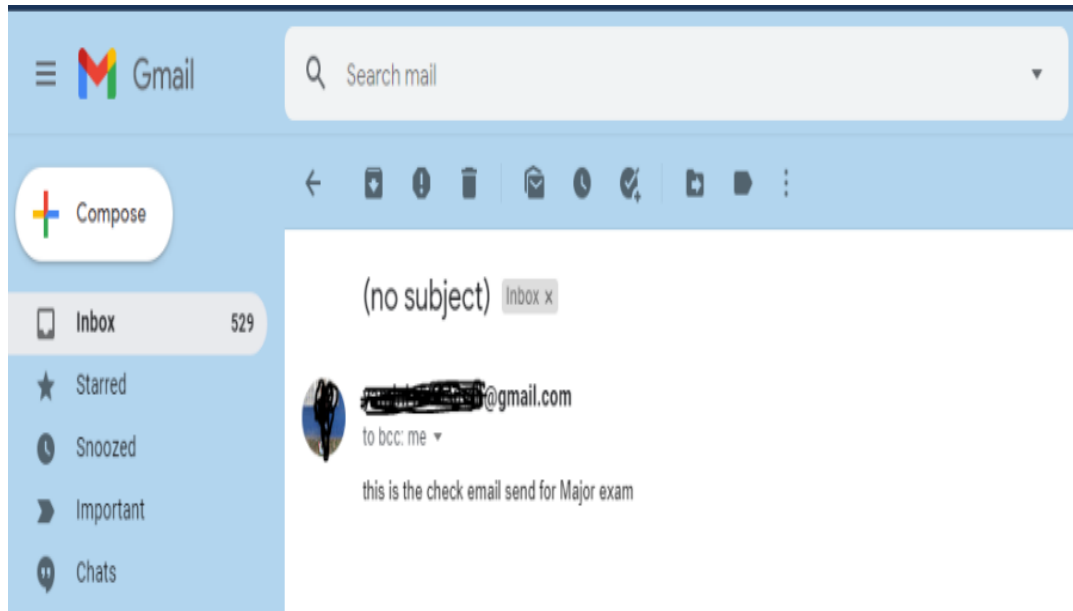 Gmail
Search mail
Compose
(no subject) Inbox x
Inbox 529
@gmail.com
Starred
to bcc: me
Snoozed
this is the check email send for Major exam
Important
Chats